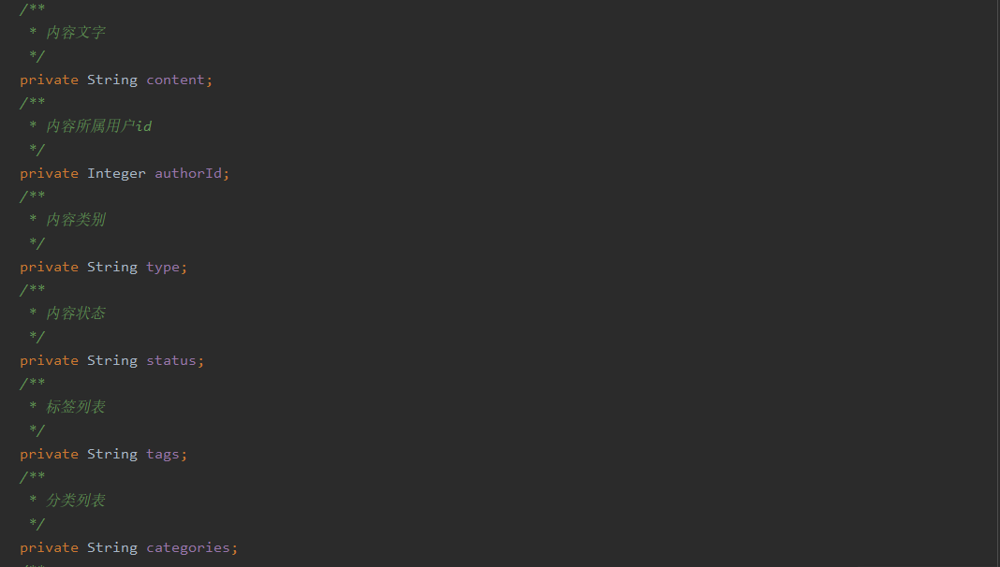 /**
 * 内容文字
 */
private String content;
/**
 * 内容所属用户id
 */
private Integer authorId;
/**
 * 内容类别
 */
private String type;
/**
 * 内容状态
 */
private String status;
/**
 * 标签列表
 */
private String tags;
/**
 * 分类列表
 */
private String categories;